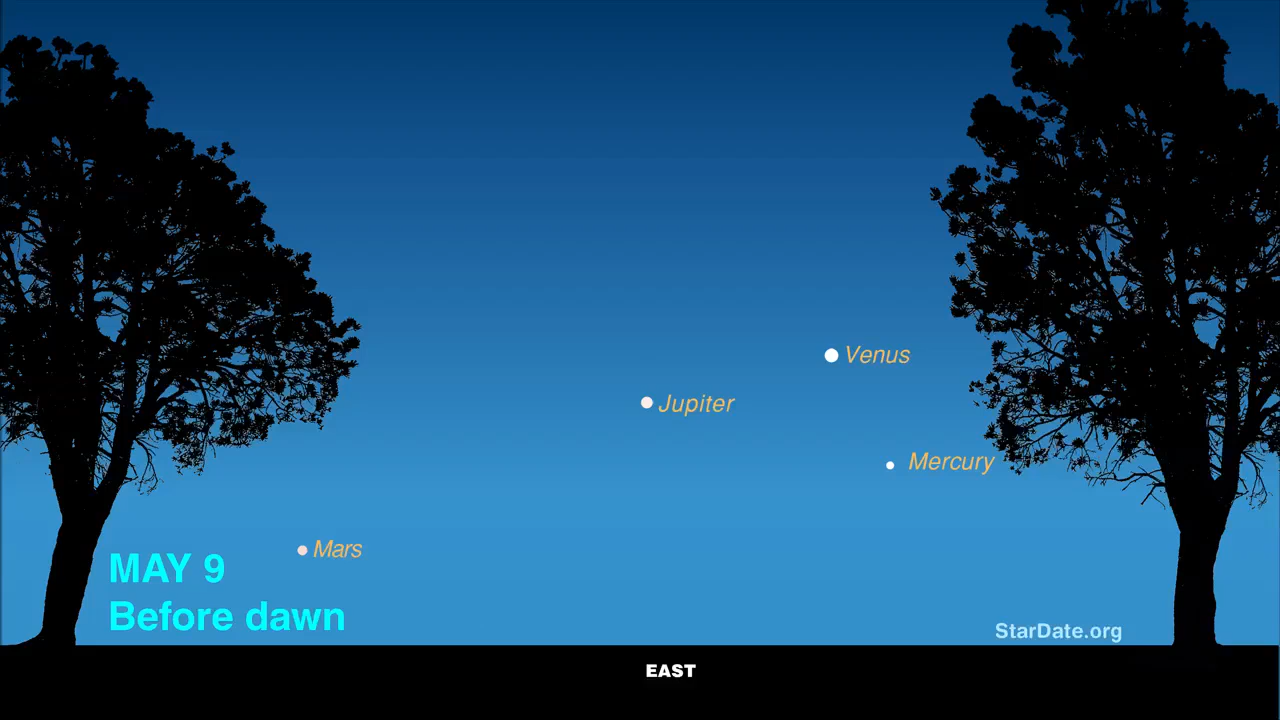 Venus
Jupiter
Mercury
Mars
MAY 9
Before dawn
StarDate.org
EAST